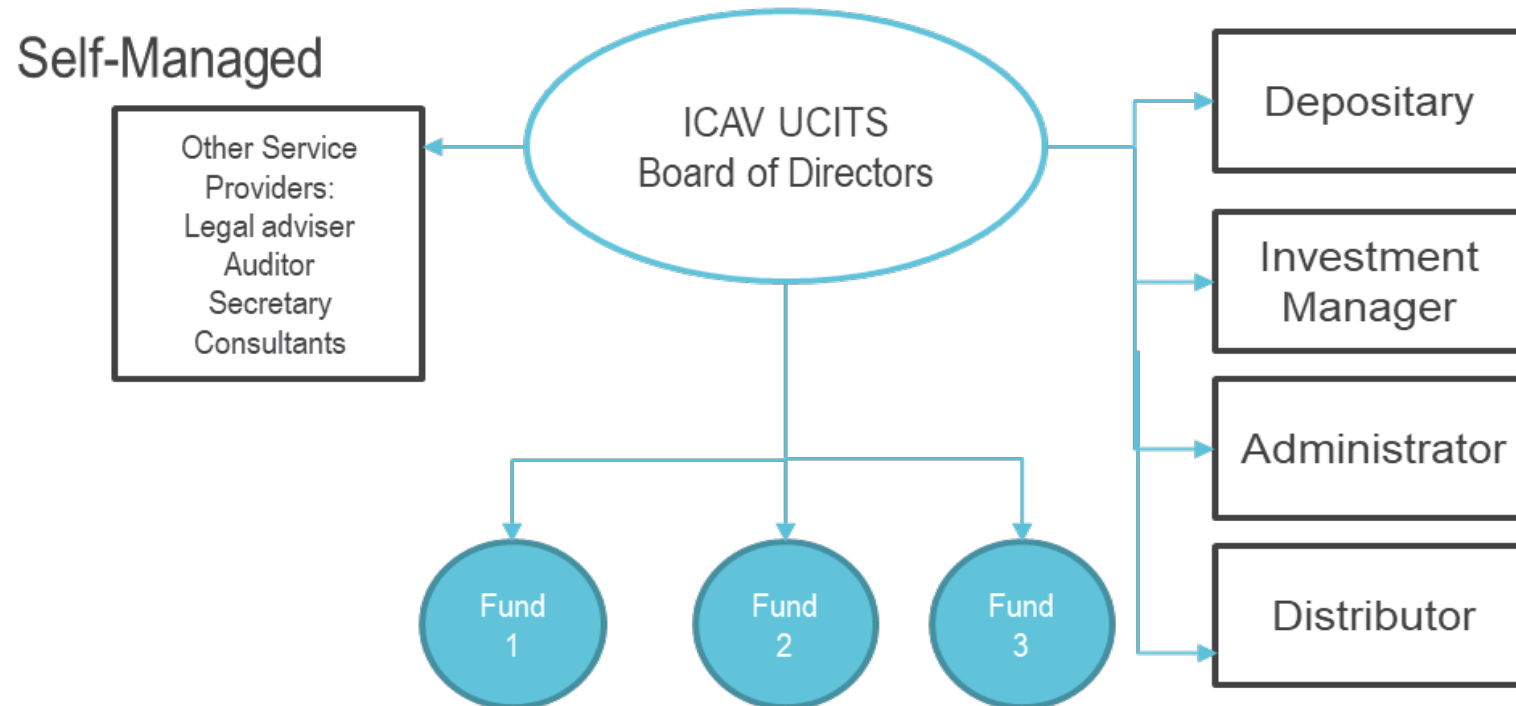 Self-Managed
Other Service
Providers:
Legal adviser
Auditor
Secretary
Consultants
ICAV UCITS
Board of Directors
Depositary
Investment
Manager
Administrator
Distributor
Fund
1
Fund
2
Fund
3